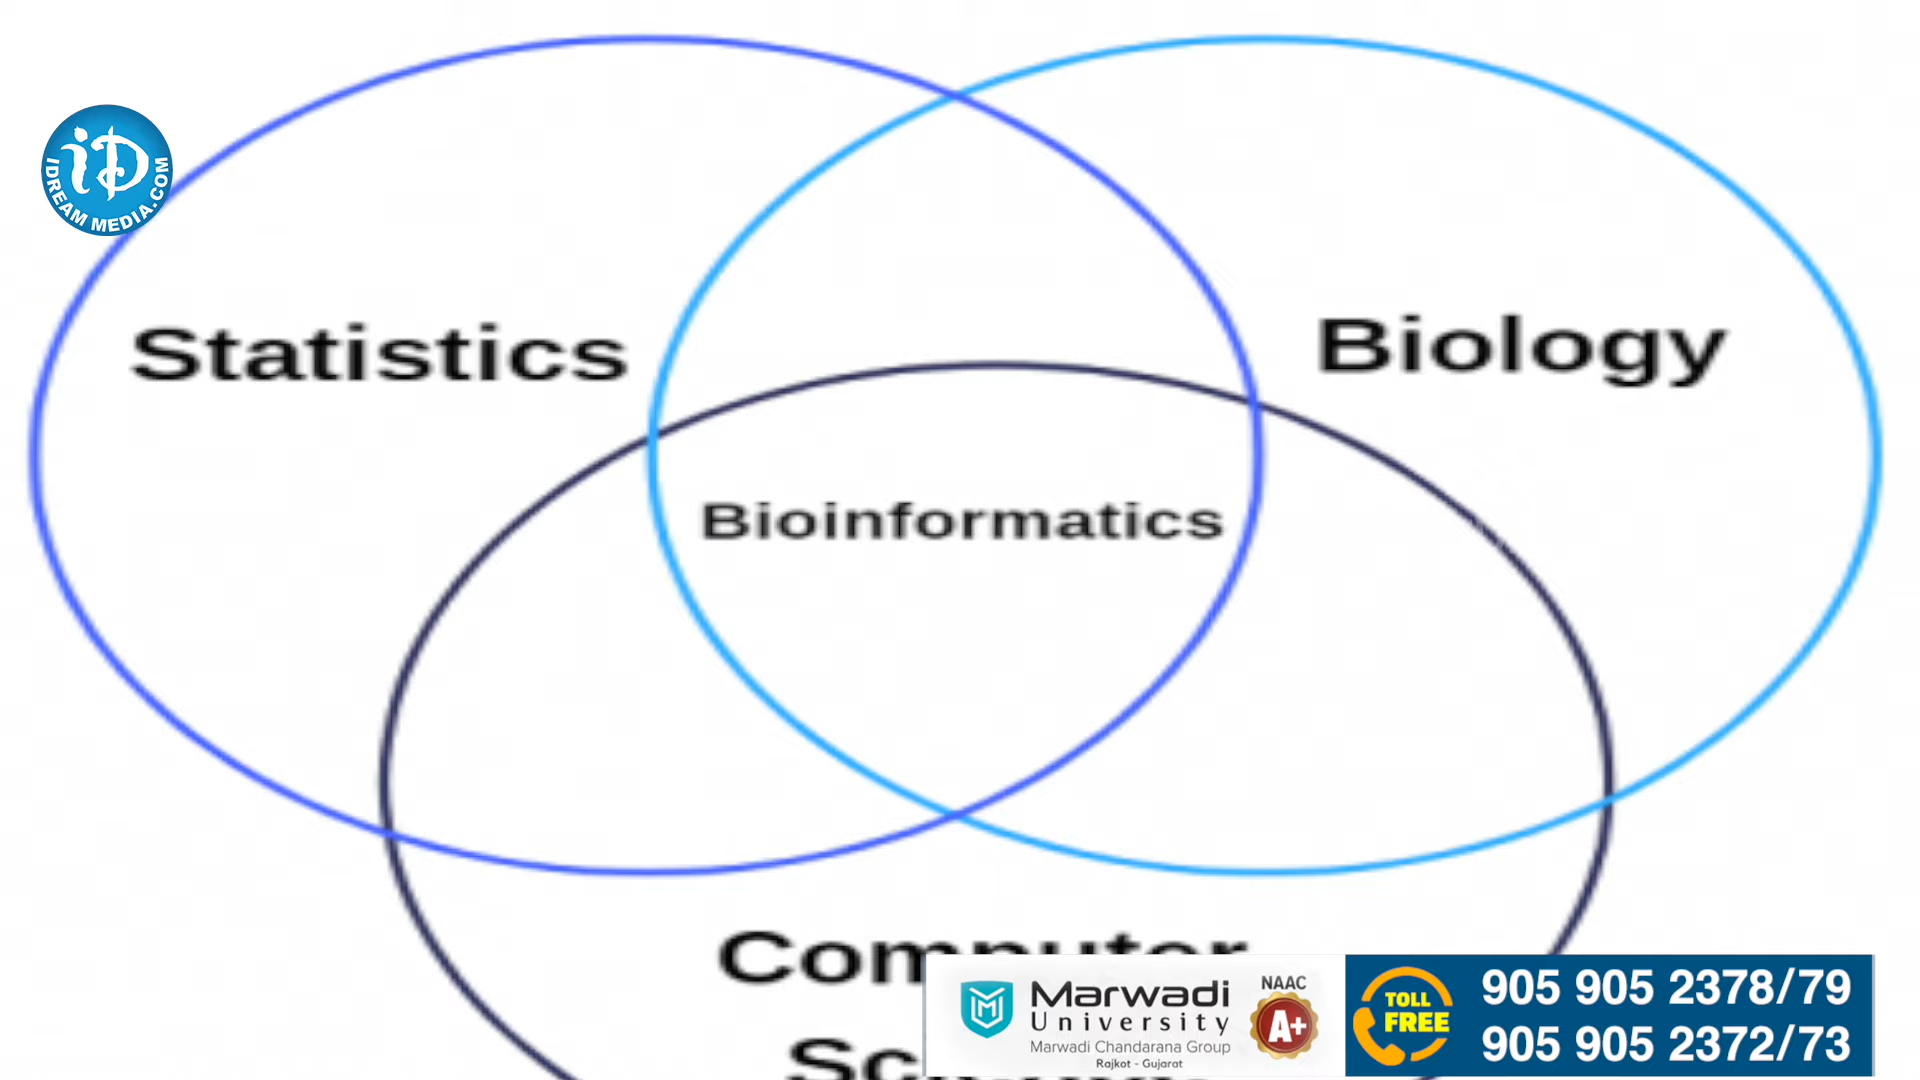 iD
IDREAM MEDIA.COM
Statistics
Biology
Bioinformatics
Computer
Marwadi
University
Marwadi Chandarana Group
Rajkot - Gujarat
NAAC
A+
TOLL
FREE
905 905 2378/79
905 905 2372/73